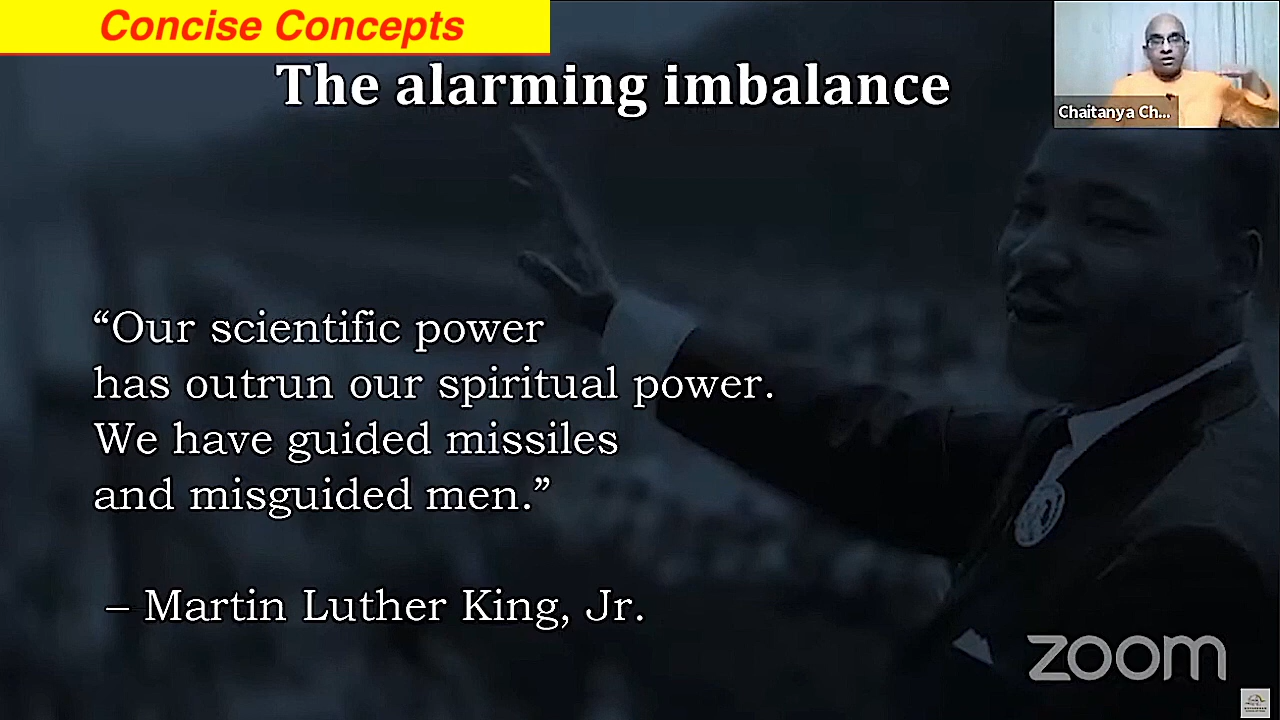 Concise Concepts
The alarming imbalance
Chaitanya Ch...
“Our scientific power
has outrun our spiritual power.
We have guided missiles
and misguided men.”
– Martin Luther King, Jr.
zoom